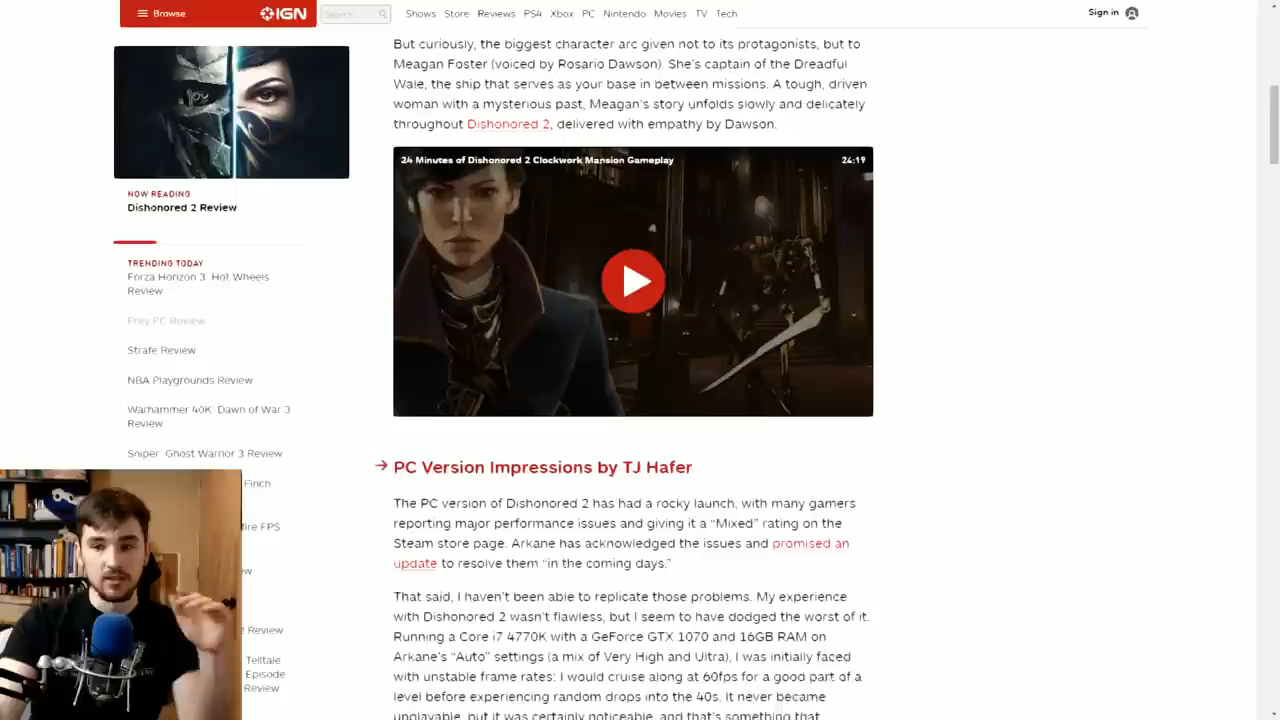 Browse
IGN
Search
Shows Store Reviews PS4 Xbox PC Nintendo Movies TV Tech
Sign in
But curiously, the biggest character arc given not to its protagonists, but to
Meagan Foster (voiced by Rosario Dawson). She's captain of the Dreadful
Wale, the ship that serves as your base in between missions. A tough, driven
woman with a mysterious past, Meagan's story unfolds slowly and delicately
throughout Dishonored 2, delivered with empathy by Dawson.
24 Minutes of Dishonored 2 Clockwork Mansion Gameplay
24:19
NOW READING
Dishonored 2 Review
TRENDING TODAY
Forza Horizon 3 Hot Wheels
Review
Prey PC Review
Strafe Review
NBA Playgrounds Review
Warhammer 40K Dawn of War 3
Review
Sniper Ghost Warrior 3 Review
Finch
fire FPS
ew
2 Review
Telltale
Episode
Review
PC Version Impressions by TJ Hafer
The PC version of Dishonored 2 has had a rocky launch, with many gamers
reporting major performance issues and giving it a “Mixed” rating on the
Steam store page. Arkane has acknowledged the issues and promised an
update to resolve them “in the coming days.”
That said, I haven't been able to replicate those problems. My experience
with Dishonored 2 wasn't flawless, but I seem to have dodged the worst of it.
Running a Core i7 4770K with a GeForce GTX 1070 and 16GB RAM on
Arkane's “Auto” settings (a mix of Very High and Ultra), I was initially faced
with unstable frame rates: I would cruise along at 60fps for a good part of a
level before experiencing random drops into the 40s. It never became
unplayable, but it was certainly noticeable, and that's something that